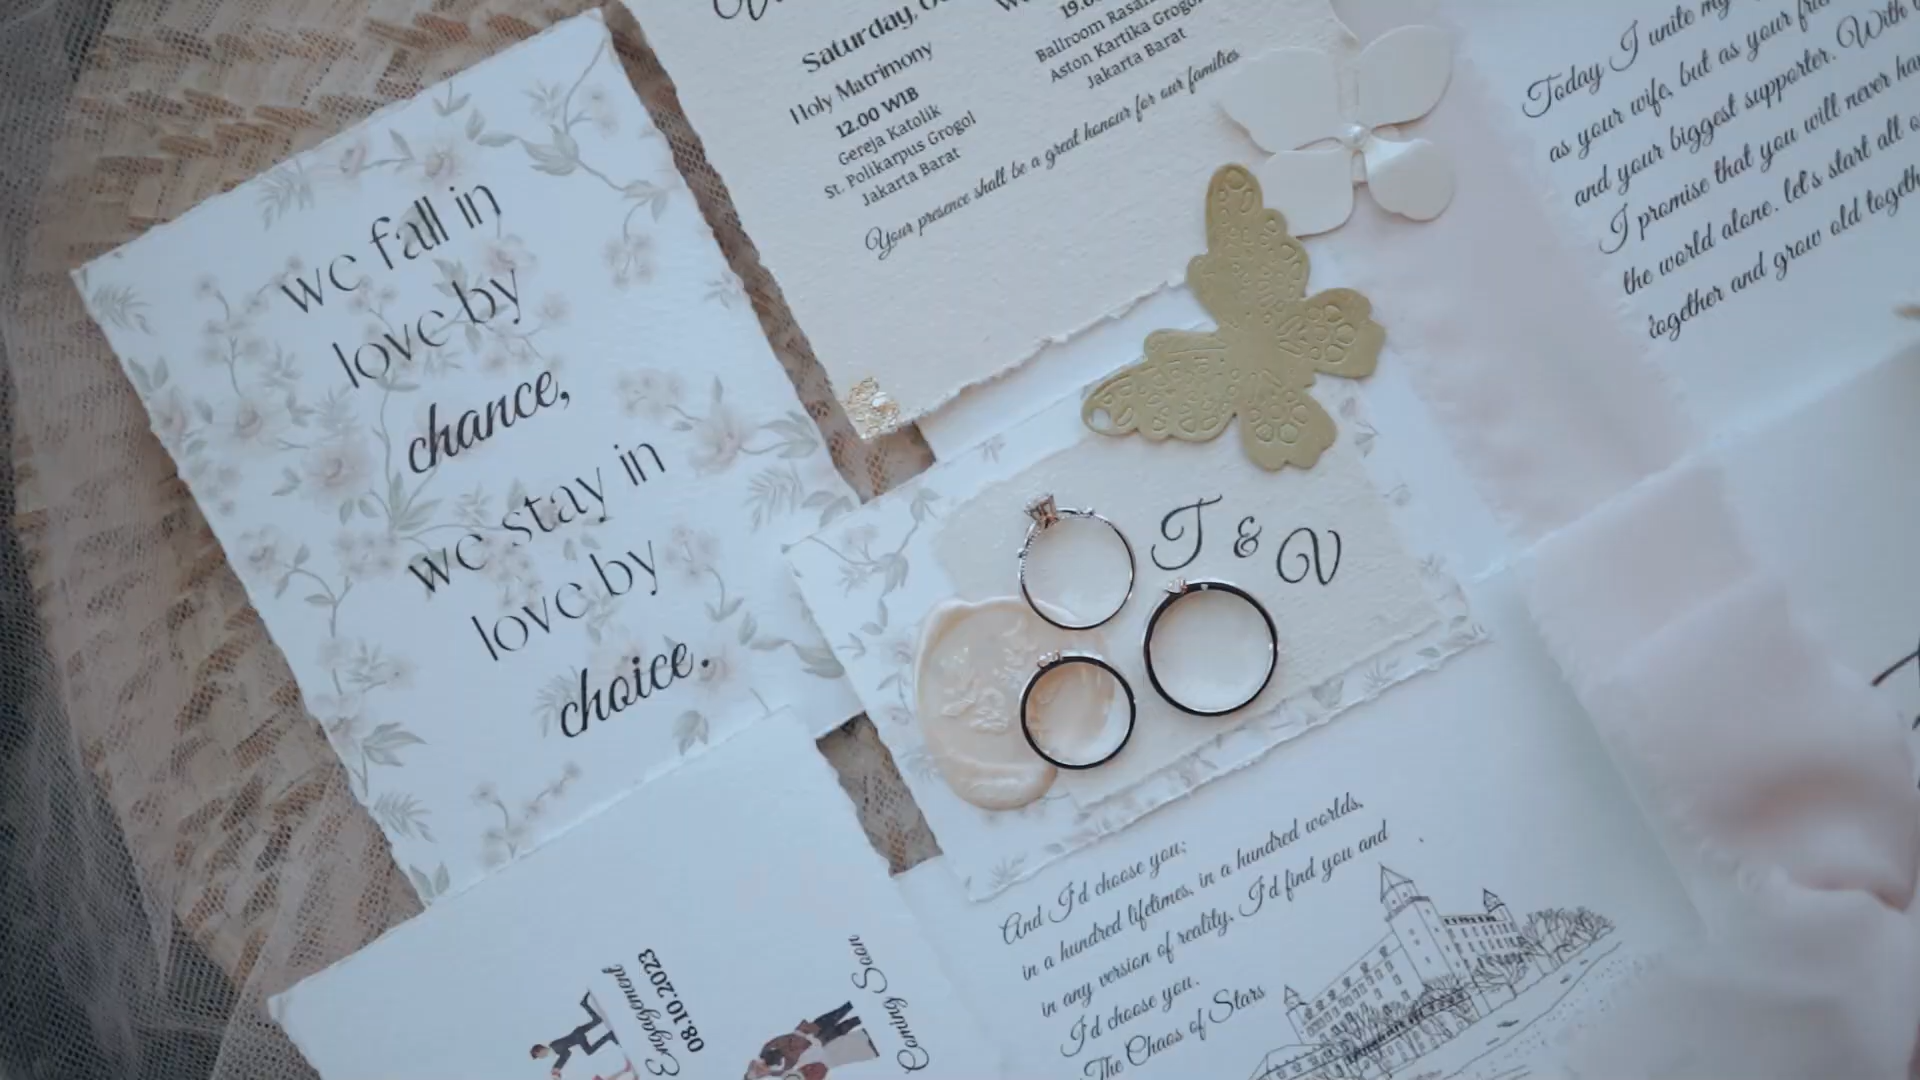 we fall in
love by
chance,
we stay in
love by
choice.
Saturday,
Holy Matrimony
12.00 WIB
Gereja Katolik
St. Polikarpus Grogol
Jakarta Barat
Ballroom
Aston Kartika
Jakarta Barat
Your presence shall be a great honour for our families
Today I unite my
as your wife, but as your
and your biggest supporter. With
I promise that you will never
the world alone. let's start all
together and grow old
T & V
And I'd choose you;
in a hundred lifetimes, in a hundred worlds,
in any version of reality, I'd find you and
I'd choose you.
The Chaos of Stars
Engagement
08.10.2023
Coming Soon